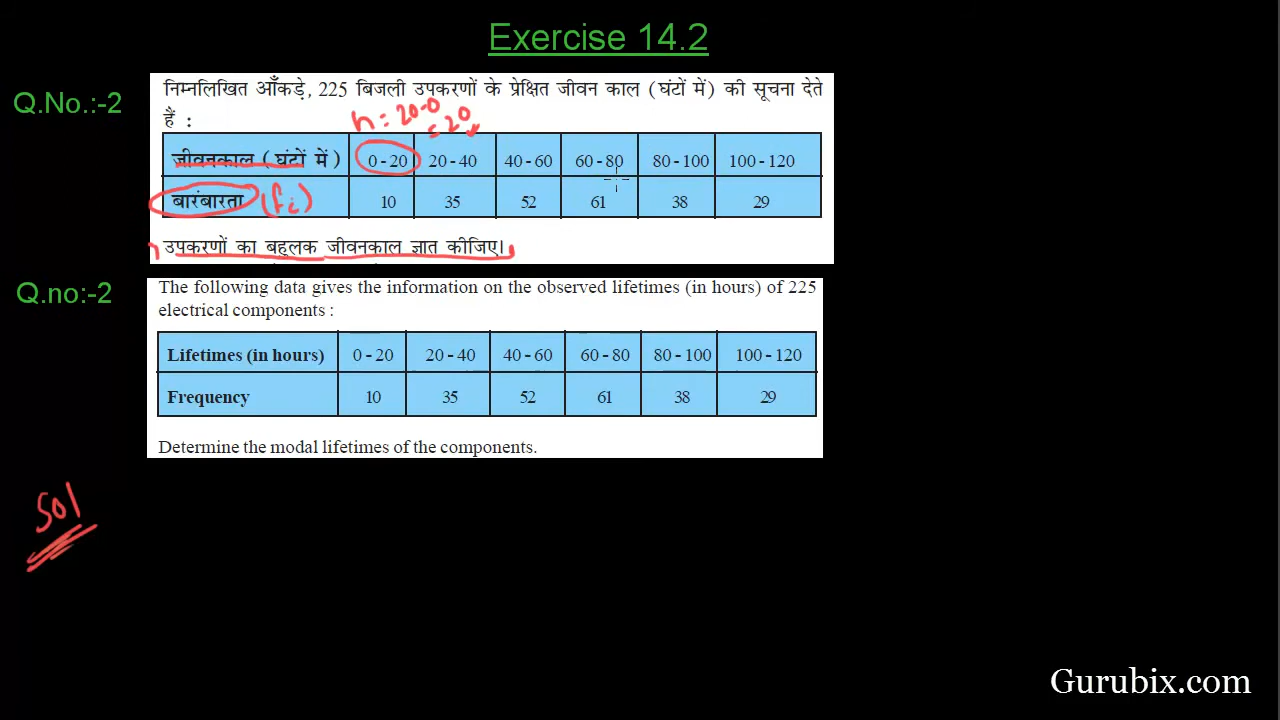 Exercise 14.2
Q.No.:-2
निम्नलिखित आँकड़े, 225 बिजली उपकरणों के प्रेक्षित जीवन काल (घंटों में) की सूचना देते
हैं :
h = 20-0
= 20
जीवनकाल (घंटों में) 0 - 20 20 - 40 40 - 60 60 - 80 80 - 100 100 - 120
बारंबारता (fi) 10 35 52 61 38 29
उपकरणों का बहुलक जीवनकाल ज्ञात कीजिए।
Q.no:-2
The following data gives the information on the observed lifetimes (in hours) of 225
electrical components :
Lifetimes (in hours) 0 - 20 20 - 40 40 - 60 60 - 80 80 - 100 100 - 120
Frequency 10 35 52 61 38 29
Determine the modal lifetimes of the components.
Sol
Gurubix.com